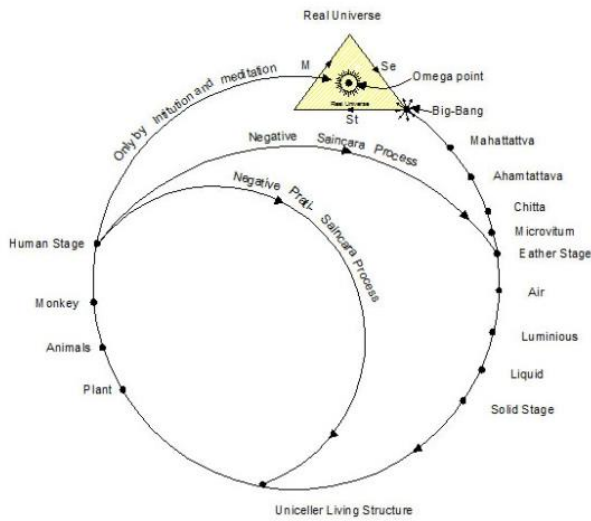 Real Universe
M
Se
Omega point
Real Universe
St
Big-Bang
Only by Instiution and meditation
Negative Saincara Process
Negative Prati- Saincara Process
Mahattattva
Ahamtattava
Chitta
Microvitum
Eather Stage
Air
Luminious
Liquid
Solid Stage
Human Stage
Monkey
Animals
Plant
Uniceller Living Structure